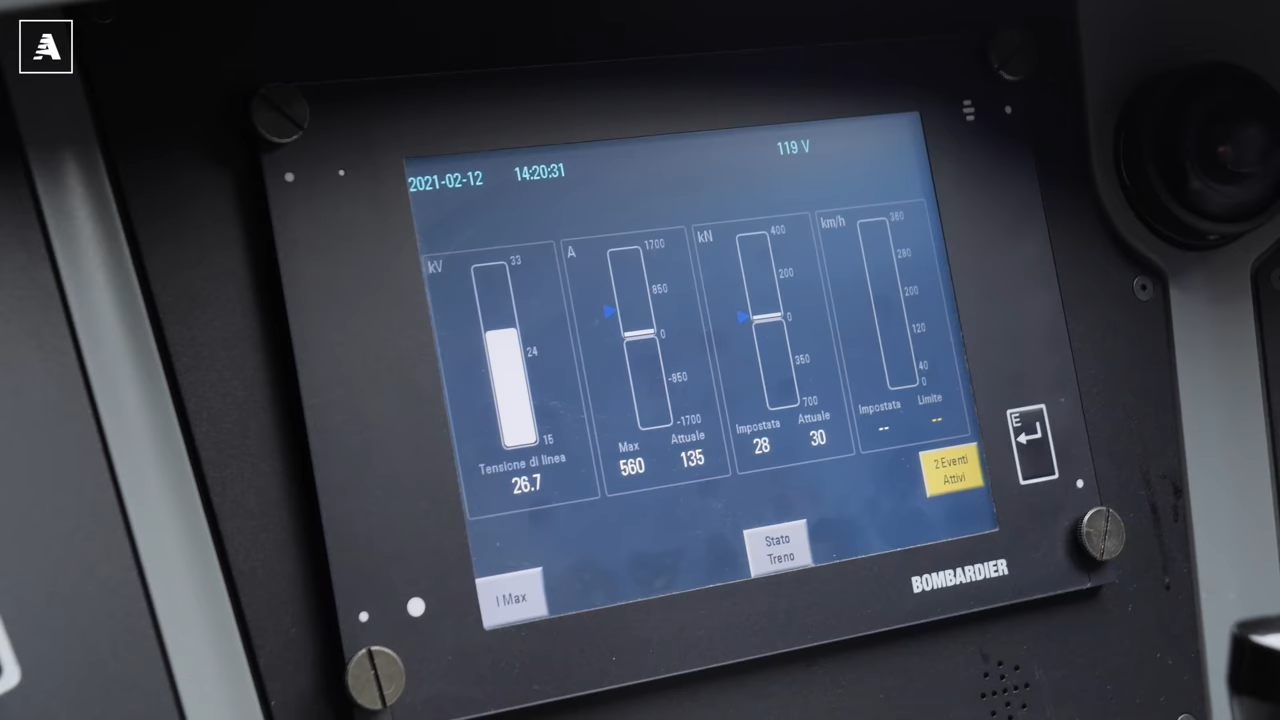 A
2021-02-12 14:20:31 119 V
kV
33
24
15
Tensione di linea
26.7
A
1700
850
0
-850
-1700
Max Attuale
560 135
kN
400
200
0
350
700
Impostata Attuale
28 30
km/h
360
280
200
120
40
0
Impostata Limite
-- --
2 Eventi
Attivi
Stato
Treno
I Max
E
BOMBARDIER